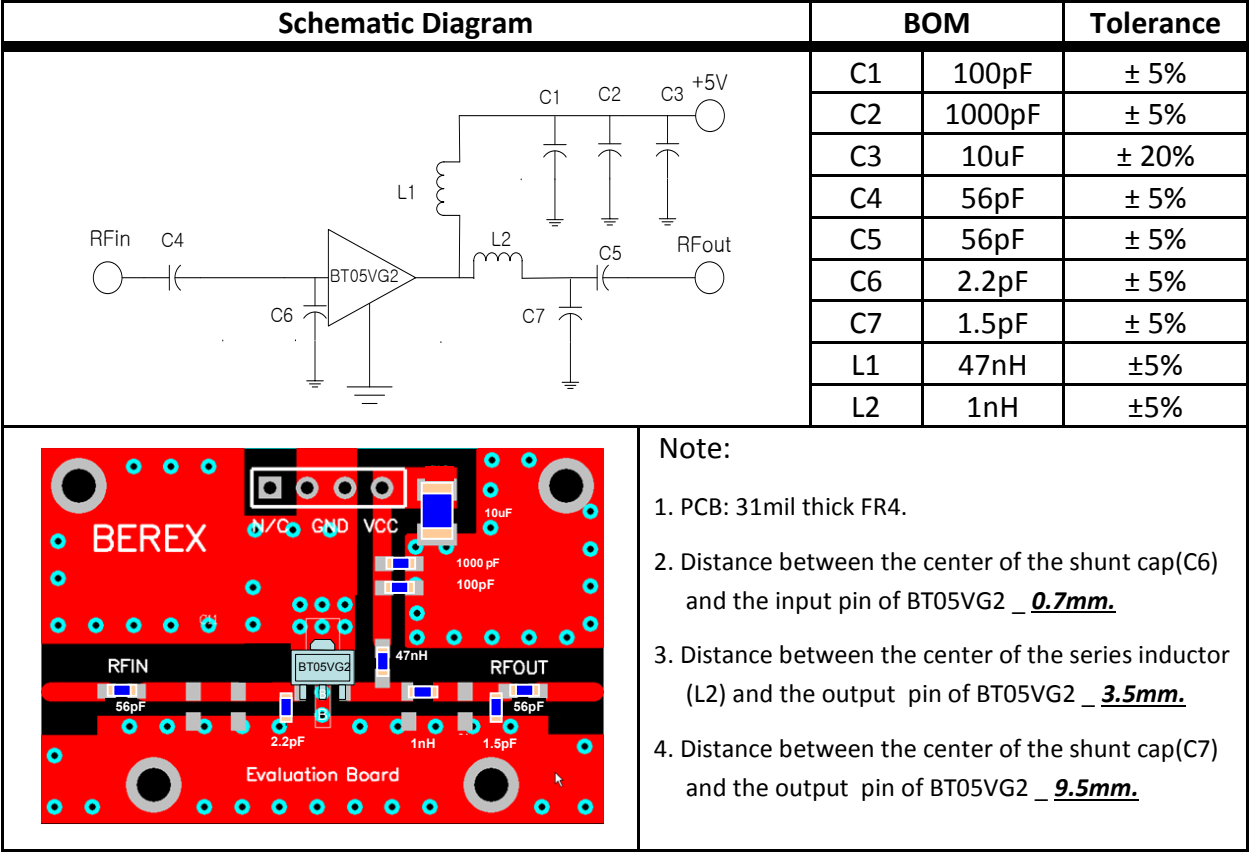 Schematic Diagram
BOM
Tolerance
C1 100pF ± 5%
C2 1000pF ± 5%
C3 10uF ± 20%
C4 56pF ± 5%
C5 56pF ± 5%
C6 2.2pF ± 5%
C7 1.5pF ± 5%
L1 47nH ±5%
L2 1nH ±5%
C1 C2 C3 +5V
L1
RFin C4 L2 C5 RFout
BT05VG2
C6 C7
N/C GND VCC
BEREX
10uF
1000 pF
100pF
RFIN
BT05VG2
47nH
RFOUT
56pF
56pF
2.2pF
1nH
1.5pF
Evaluation Board
Note:
1. PCB: 31mil thick FR4.
2. Distance between the center of the shunt cap(C6)
and the input pin of BT05VG2 _ 0.7mm.
3. Distance between the center of the series inductor
(L2) and the output pin of BT05VG2 _ 3.5mm.
4. Distance between the center of the shunt cap(C7)
and the output pin of BT05VG2 _ 9.5mm.